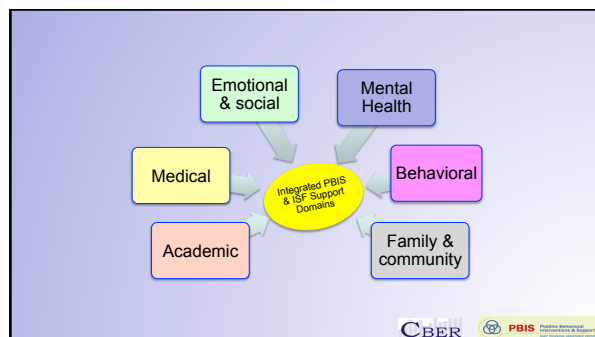 Emotional
& social
Mental
Health
Medical
Behavioral
Integrated PBIS
& ISF Support
Domains
Academic
Family &
community
CBER
PBIS
Positive Behavioral
Interventions & Support